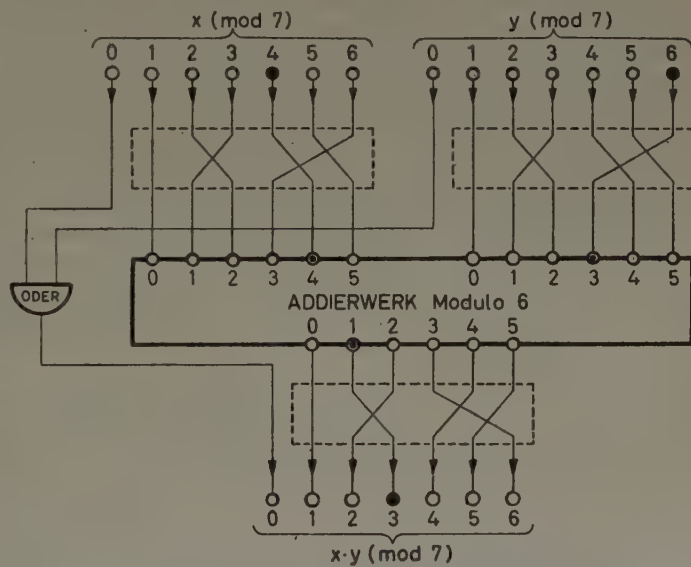 x (mod 7) y (mod 7)
0 1 2 3 4 5 6 0 1 2 3 4 5 6
0 1 2 3 4 5 0 1 2 3 4 5
ODER
ADDIERWERK Modulo 6
0 1 2 3 4 5
0 1 2 3 4 5 6
x·y (mod 7)